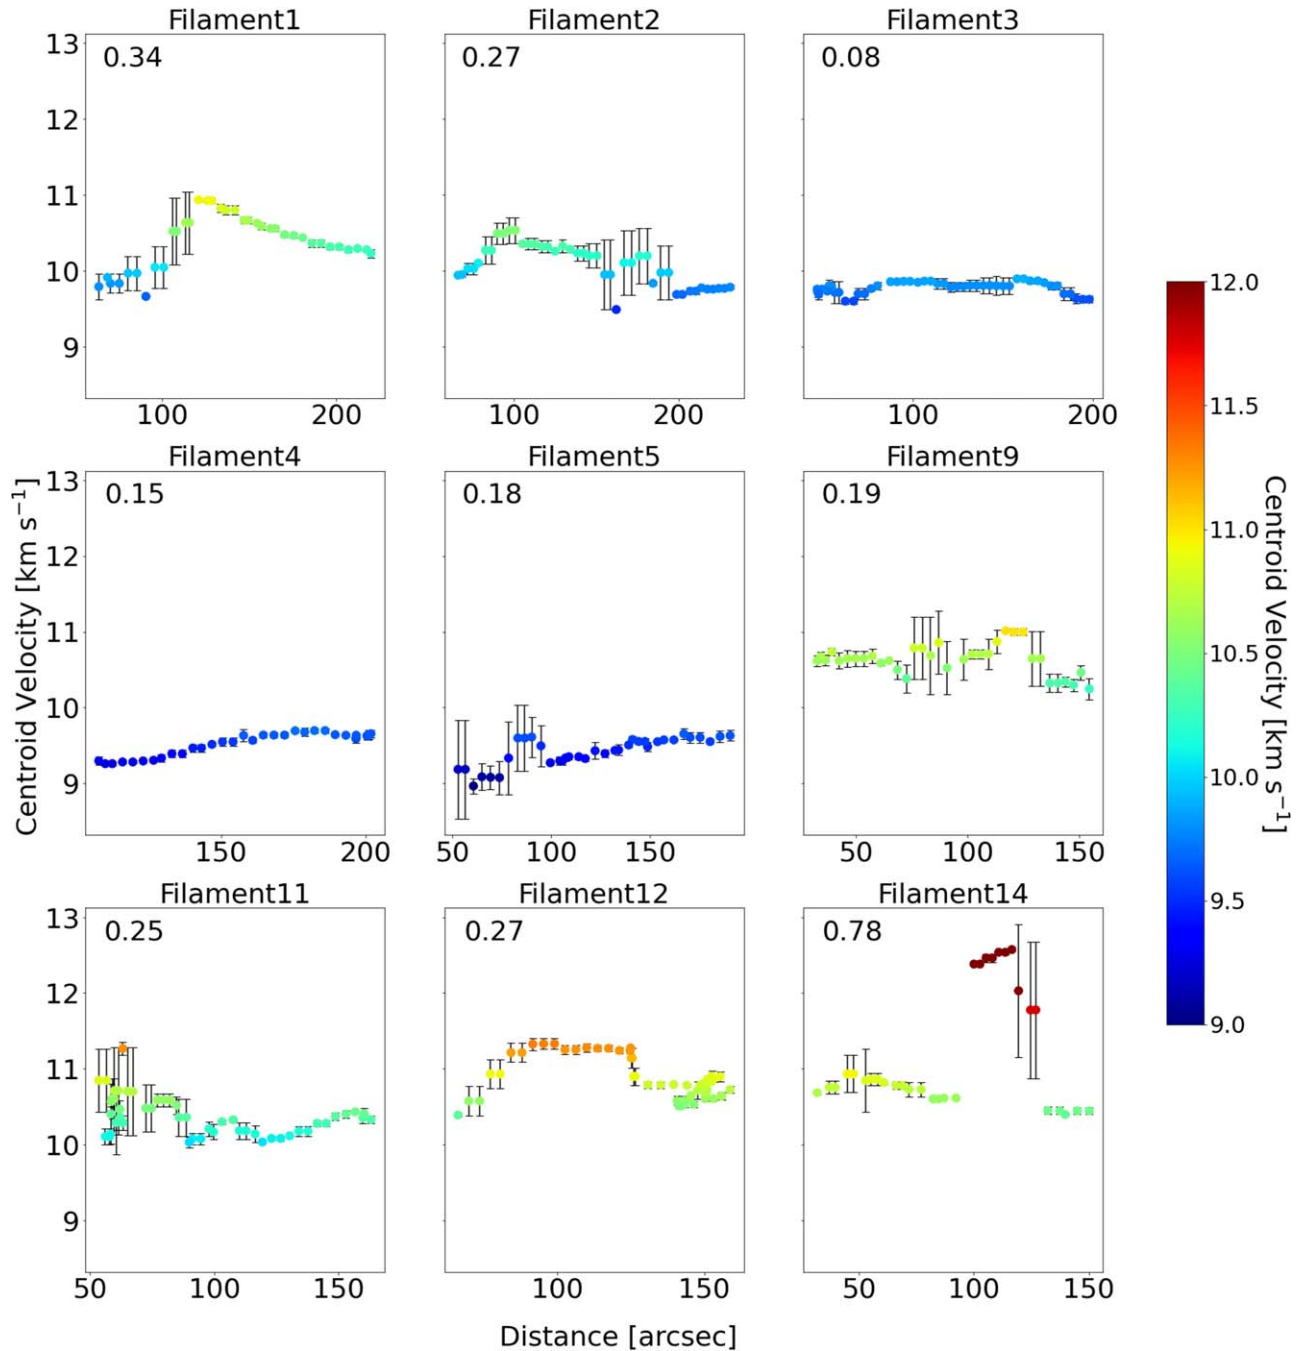 Filament1 Filament2 Filament3
0.34 0.27 0.08
13
12
11
10
9
100 200 100 200 100 200
Filament4 Filament5 Filament9
0.15 0.18 0.19
13
12
11
10
9
150 200 50 100 150 50 100 150
Filament11 Filament12 Filament14
0.25 0.27 0.78
13
12
11
10
9
50 100 150 100 150 50 100 150
Centroid Velocity [km s⁻¹]
Distance [arcsec]
12.0
11.5
11.0
10.5
10.0
9.5
9.0
Centroid Velocity [km s⁻¹]